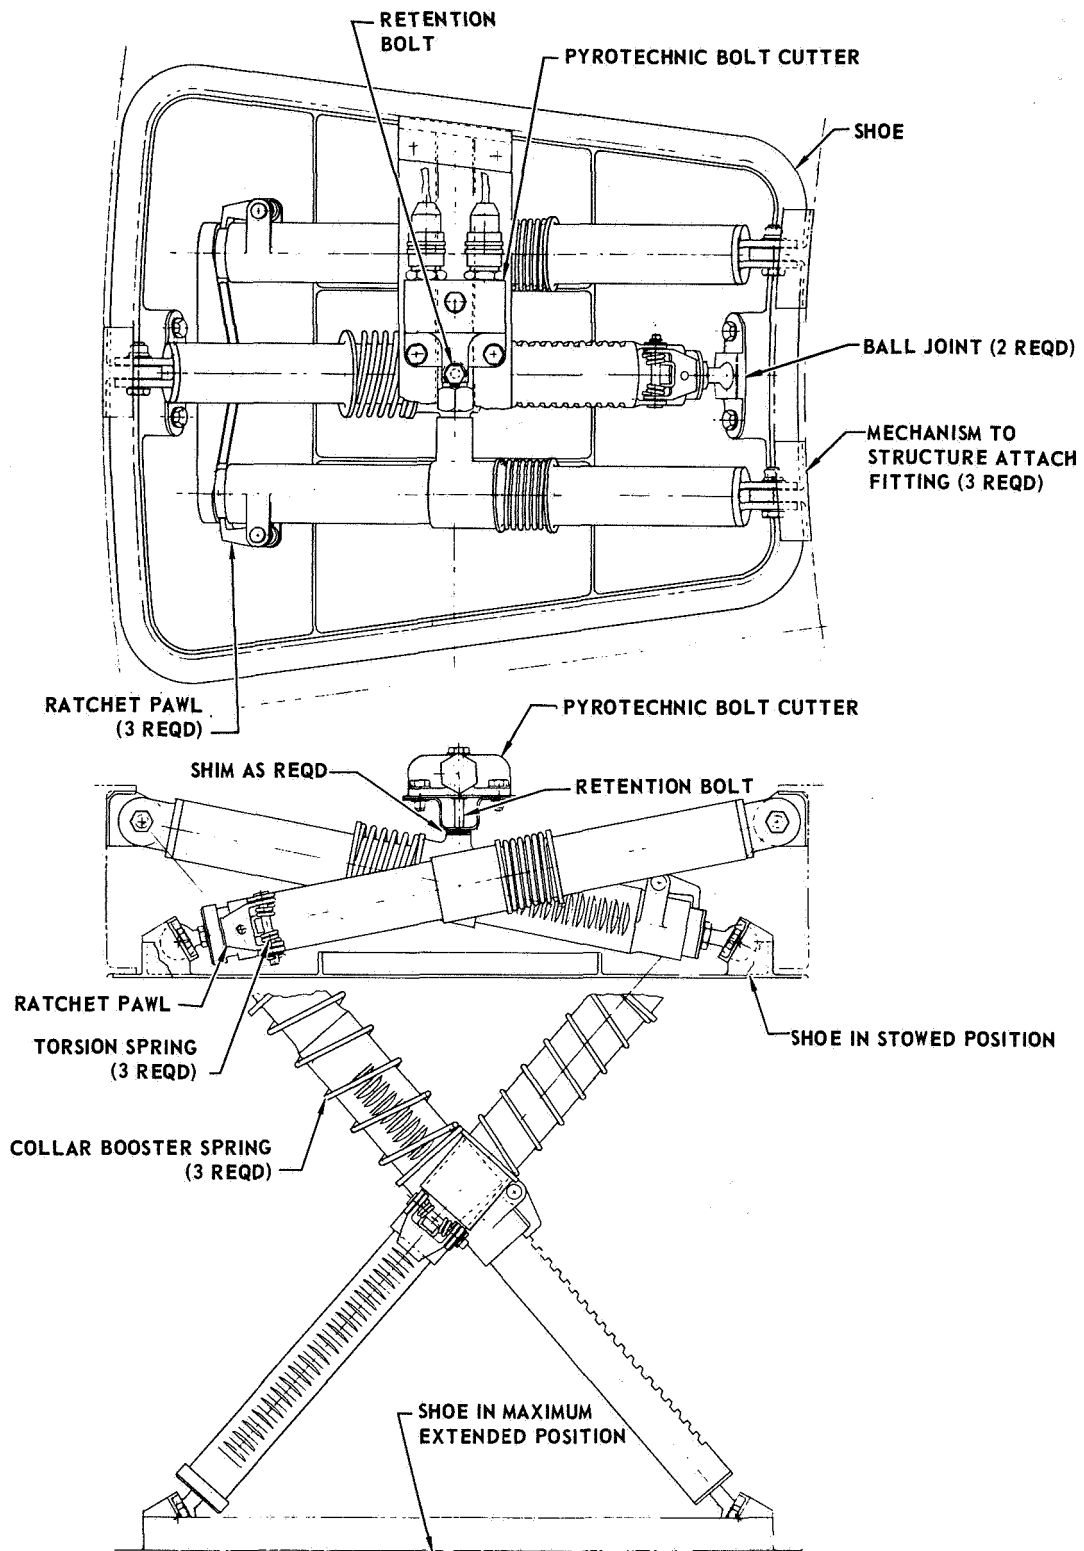 RETENTION
BOLT
PYROTECHNIC BOLT CUTTER
SHOE
BALL JOINT (2 REQD)
MECHANISM TO
STRUCTURE ATTACH
FITTING (3 REQD)
RATCHET PAWL
(3 REQD)
PYROTECHNIC BOLT CUTTER
SHIM AS REQD
RETENTION BOLT
RATCHET PAWL
TORSION SPRING
(3 REQD)
SHOE IN STOWED POSITION
COLLAR BOOSTER SPRING
(3 REQD)
SHOE IN MAXIMUM
EXTENDED POSITION